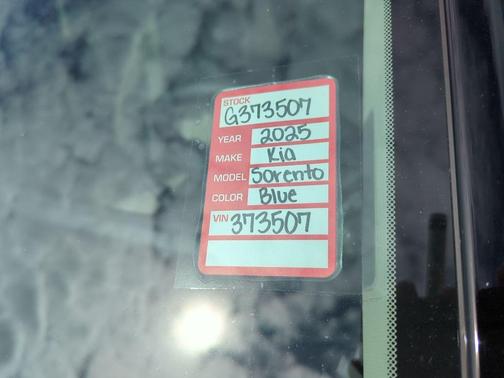 STOCK
G373507
YEAR 2025
MAKE Kia
MODEL Sorento
COLOR Blue
VIN 373507